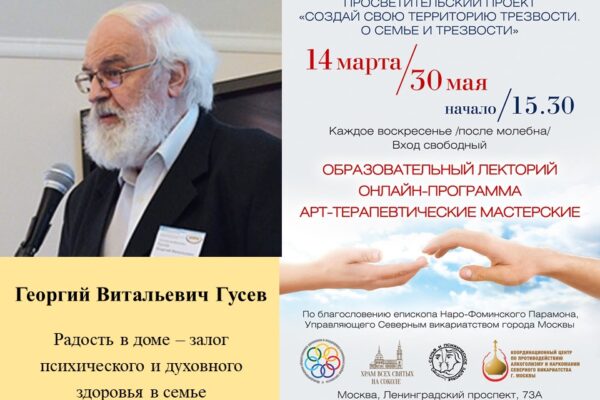 Георгий Витальевич Гусев
Радость в доме – залог
психического и духовного
здоровья в семье
ПРОСВЕТИТЕЛЬСКИЙ ПРОЕКТ
«СОЗДАЙ СВОЮ ТЕРРИТОРИЮ ТРЕЗВОСТИ.
О СЕМЬЕ И ТРЕЗВОСТИ»
14 марта/30 мая
начало/15.30
Каждое воскресенье /после молебна/
Вход свободный
ОБРАЗОВАТЕЛЬНЫЙ ЛЕКТОРИЙ
ОНЛАЙН-ПРОГРАММА
АРТ-ТЕРАПЕВТИЧЕСКИЕ МАСТЕРСКИЕ
По благословению епископа Наро-Фоминского Парамона,
Управляющего Северным викариатством города Москвы
ХРАМ ВСЕХ СВЯТЫХ
НА СОКОЛЕ
КООРДИНАЦИОННЫЙ ЦЕНТР
ПО ПРОТИВОДЕЙСТВИЮ
АЛКОГОЛИЗМУ И НАРКОМАНИИ
СЕВЕРНОГО ВИКАРИАТСТВА
Г. МОСКВЫ
Москва, Ленинградский проспект, 73А